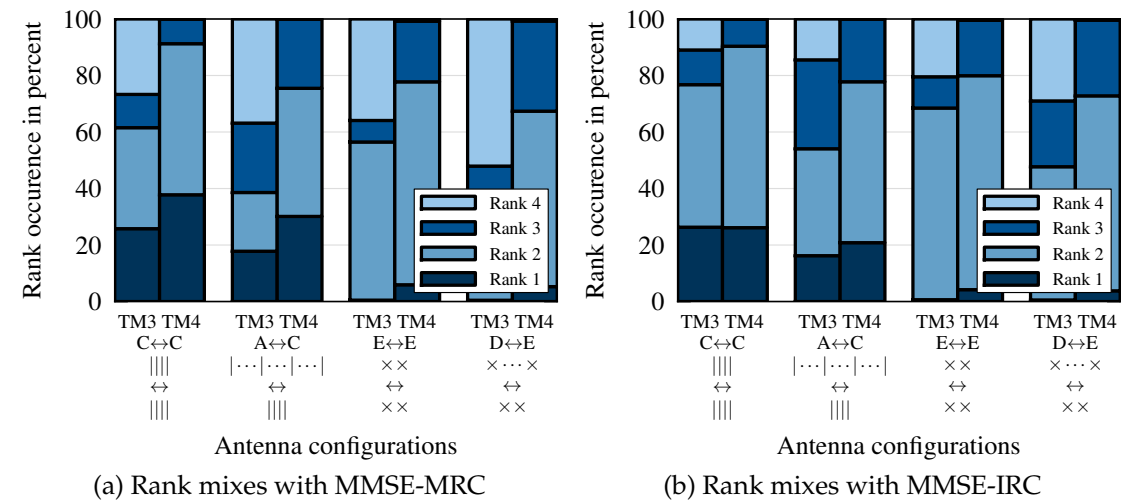 100
80
60
40
20
0
Rank occurence in percent
Rank 4
Rank 3
Rank 2
Rank 1
TM3 TM4 TM3 TM4 TM3 TM4 TM3 TM4
C↔C A↔C E↔E D↔E
|||| |···|···|···| ×× ×···×
↔ ↔ ↔ ↔
|||| |||| ×× ××
Antenna configurations
(a) Rank mixes with MMSE-MRC
100
80
60
40
20
0
Rank occurence in percent
Rank 4
Rank 3
Rank 2
Rank 1
TM3 TM4 TM3 TM4 TM3 TM4 TM3 TM4
C↔C A↔C E↔E D↔E
|||| |···|···|···| ×× ×···×
↔ ↔ ↔ ↔
|||| |||| ×× ××
Antenna configurations
(b) Rank mixes with MMSE-IRC